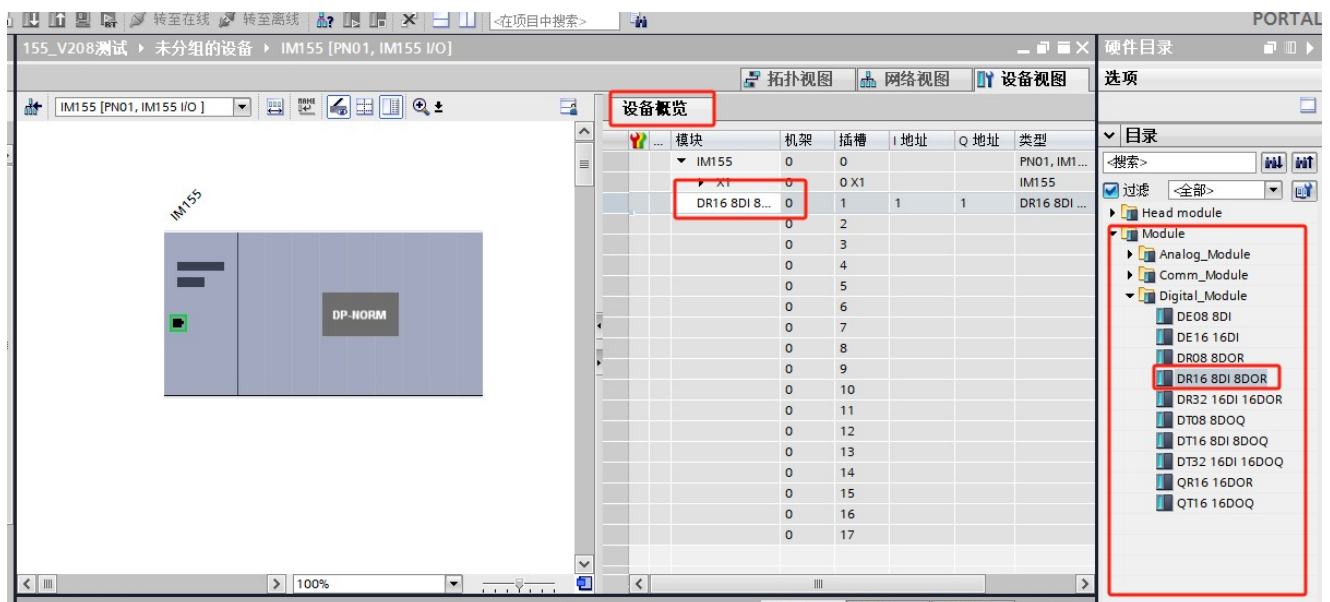 转至在线 转至离线 <在项目中搜索> PORTAL
155_V208测试 ▸ 未分组的设备 ▸ IM155 [PN01, IM155 I/O]
硬件目录
拓扑视图 网络视图 设备视图
选项
IM155 [PN01, IM155 I/O ]
设备概览
目录
... 模块 机架 插槽 I 地址 Q 地址 类型
IM155 0 0 PN01, IM1...
X1 0 0 X1 IM155
DR16 8DI 8... 0 1 1 1 DR16 8DI ...
0 2
0 3
0 4
0 5
0 6
0 7
0 8
0 9
0 10
0 11
0 12
0 13
0 14
0 15
0 16
0 17
IM155
DP-NORM
100%
<搜索>
过滤 <全部>
Head module
Module
Analog_Module
Comm_Module
Digital_Module
DE08 8DI
DE16 16DI
DR08 8DOR
DR16 8DI 8DOR
DR32 16DI 16DOR
DT08 8DOQ
DT16 8DI 8DOQ
DT32 16DI 16DOQ
QR16 16DOR
QT16 16DOQ